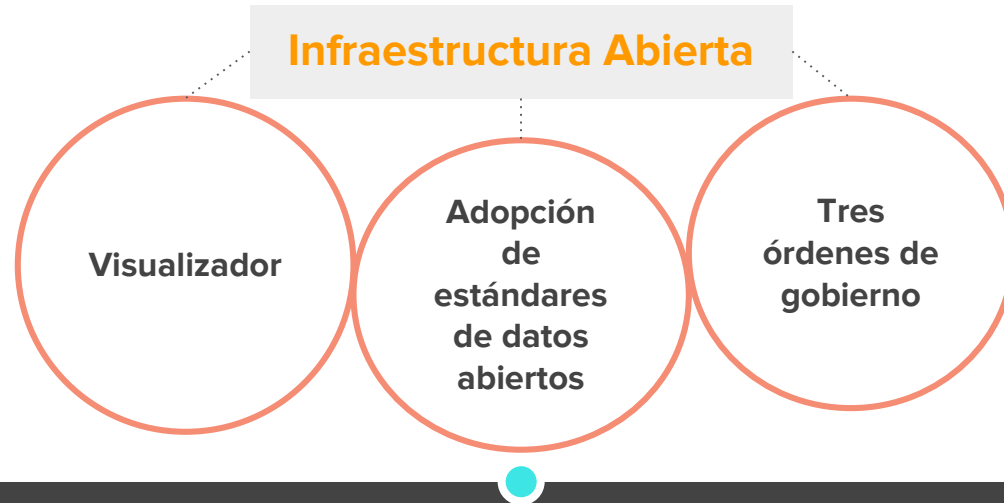 Infraestructura Abierta
Visualizador
Adopción
de
estándares
de datos
abiertos
Tres
órdenes de
gobierno